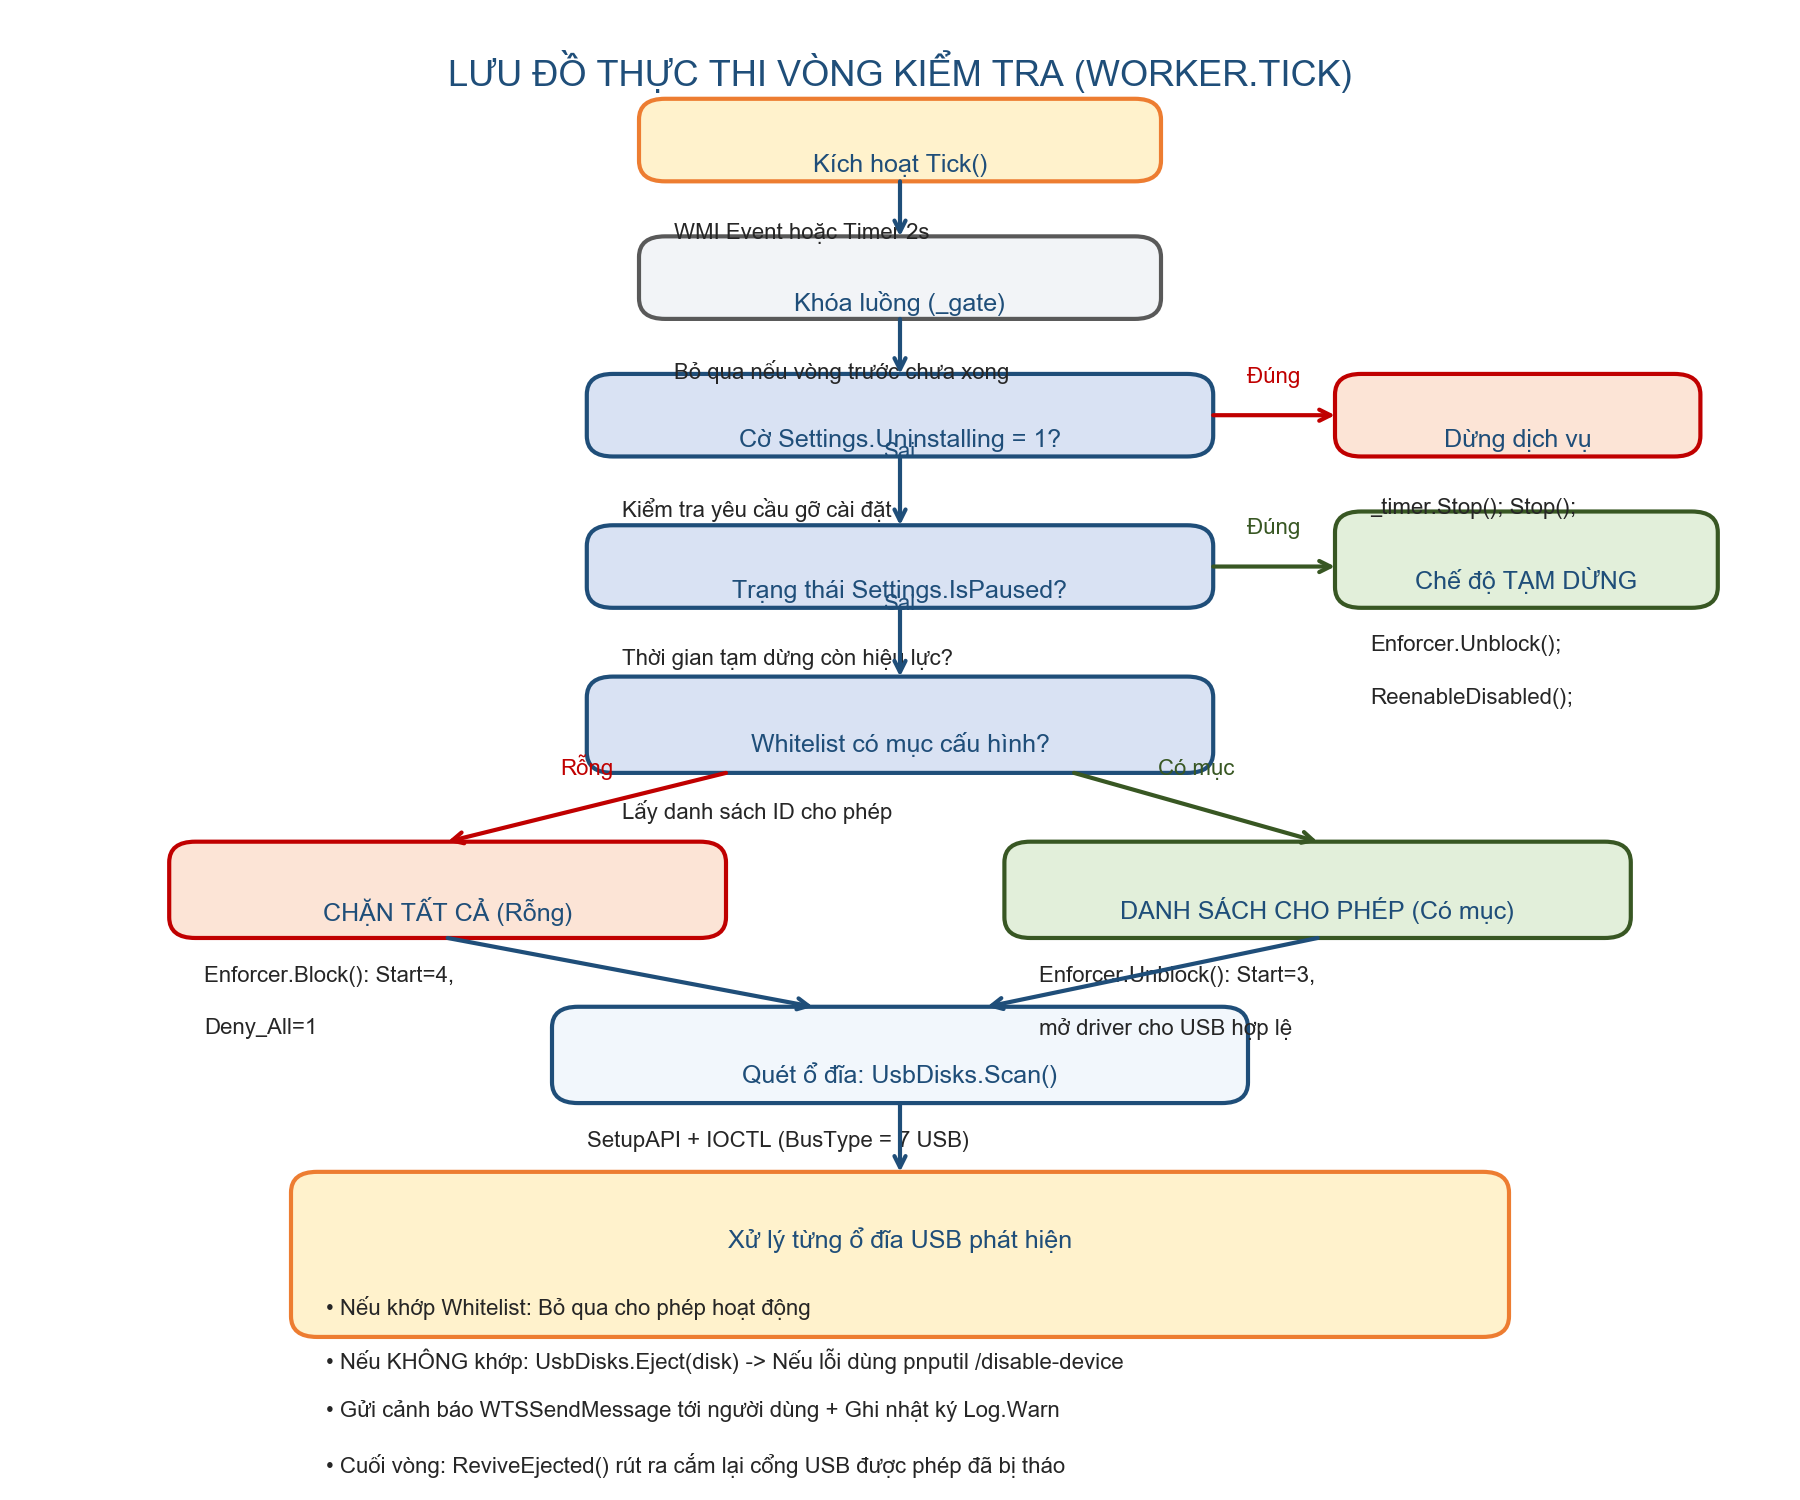 LƯU ĐỒ THỰC THI VÒNG KIỂM TRA (WORKER.TICK)
Kích hoạt Tick()
WMI Event hoặc Timer 2s
Khóa luồng (_gate)
Bỏ qua nếu vòng trước chưa xong
Cờ Settings.Uninstalling = 1?
Đúng
Dừng dịch vụ
Sai
Kiểm tra yêu cầu gỡ cài đặt
_timer.Stop(); Stop();
Trạng thái Settings.IsPaused?
Đúng
Chế độ TẠM DỪNG
Sai
Thời gian tạm dừng còn hiệu lực?
Enforcer.Unblock();
ReenableDisabled();
Whitelist có mục cấu hình?
Rỗng
Có mục
Lấy danh sách ID cho phép
CHẶN TẤT CẢ (Rỗng)
DANH SÁCH CHO PHÉP (Có mục)
Enforcer.Block(): Start=4,
Deny_All=1
Enforcer.Unblock(): Start=3,
mở driver cho USB hợp lệ
Quét ổ đĩa: UsbDisks.Scan()
SetupAPI + IOCTL (BusType = 7 USB)
Xử lý từng ổ đĩa USB phát hiện
• Nếu khớp Whitelist: Bỏ qua cho phép hoạt động
• Nếu KHÔNG khớp: UsbDisks.Eject(disk) -> Nếu lỗi dùng pnputil /disable-device
• Gửi cảnh báo WTSSendMessage tới người dùng + Ghi nhật ký Log.Warn
• Cuối vòng: ReviveEjected() rút ra cắm lại cổng USB được phép đã bị tháo